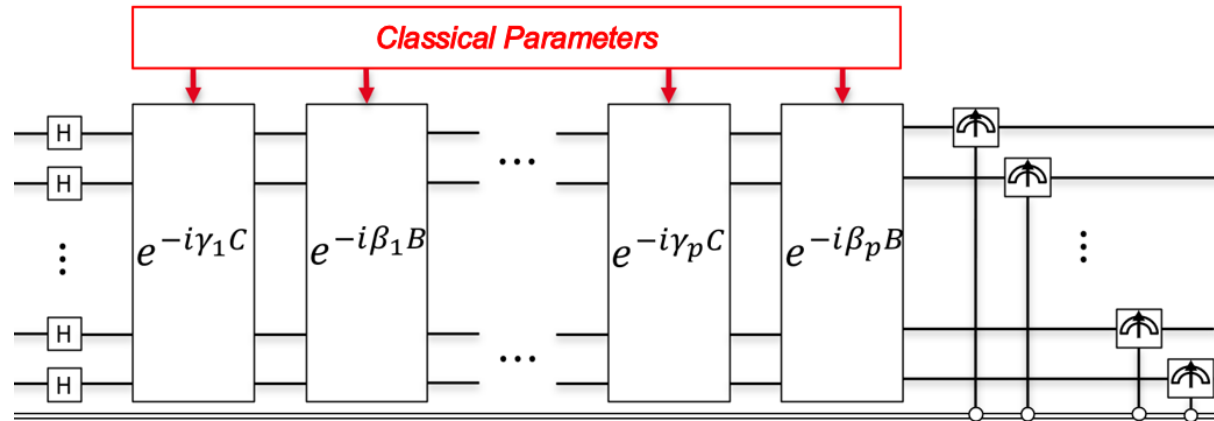 Classical Parameters
H
H
⋮
H
H
e^{-iγ_1C}
e^{-iβ_1B}
...
...
e^{-iγ_pC}
e^{-iβ_pB}
⋮